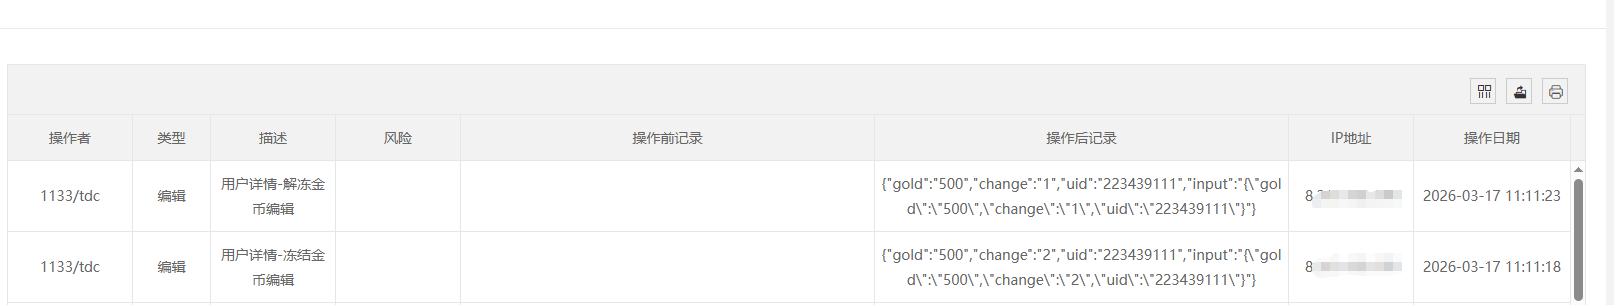 操作者 类型 描述 风险 操作前记录 操作后记录 IP地址 操作日期
1133/tdc 编辑 用户详情-解冻金币编辑 {"gold":"500","change":"1","uid":"223439111","input":"{\"gol
d\":\"500\",\"change\":\"1\",\"uid\":\"223439111\"}"} 8 2026-03-17 11:11:23
1133/tdc 编辑 用户详情-冻结金币编辑 {"gold":"500","change":"2","uid":"223439111","input":"{\"gol
d\":\"500\",\"change\":\"2\",\"uid\":\"223439111\"}"} 8 2026-03-17 11:11:18